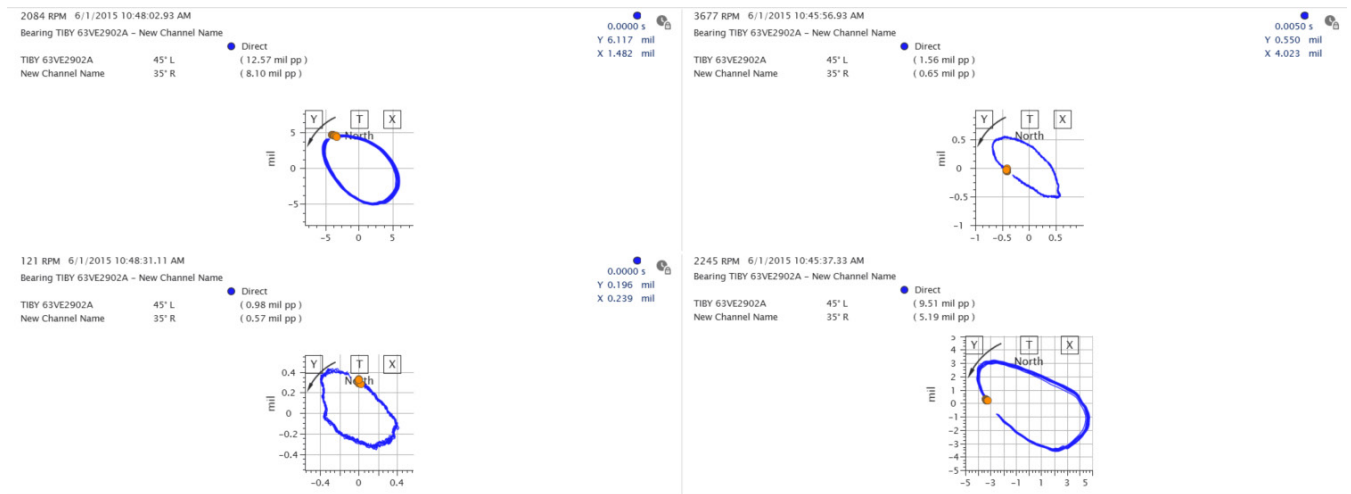 2084 RPM 6/1/2015 10:48:02.93 AM
Bearing TIBY 63VE2902A – New Channel Name
Direct
TIBY 63VE2902A 45° L ( 12.57 mil pp )
New Channel Name 35° R ( 8.10 mil pp )
0.0000 s
Y 6.117 mil
X 1.482 mil
Y T X
North
mil
5
0
-5
-5 0 5
3677 RPM 6/1/2015 10:45:56.93 AM
Bearing TIBY 63VE2902A – New Channel Name
Direct
TIBY 63VE2902A 45° L ( 1.56 mil pp )
New Channel Name 35° R ( 0.65 mil pp )
0.0050 s
Y 0.550 mil
X 4.023 mil
Y T X
North
mil
0.5
0
-0.5
-1
-1 -0.5 0 0.5
121 RPM 6/1/2015 10:48:31.11 AM
Bearing TIBY 63VE2902A – New Channel Name
Direct
TIBY 63VE2902A 45° L ( 0.98 mil pp )
New Channel Name 35° R ( 0.57 mil pp )
0.0000 s
Y 0.196 mil
X 0.239 mil
Y T X
North
mil
0.4
0.2
0
-0.2
-0.4
-0.4 0 0.4
2245 RPM 6/1/2015 10:45:37.33 AM
Bearing TIBY 63VE2902A – New Channel Name
Direct
TIBY 63VE2902A 45° L ( 9.51 mil pp )
New Channel Name 35° R ( 5.19 mil pp )
Y T X
North
mil
5
4
3
2
1
0
-1
-2
-3
-4
-5
-5 -3 -1 1 3 5